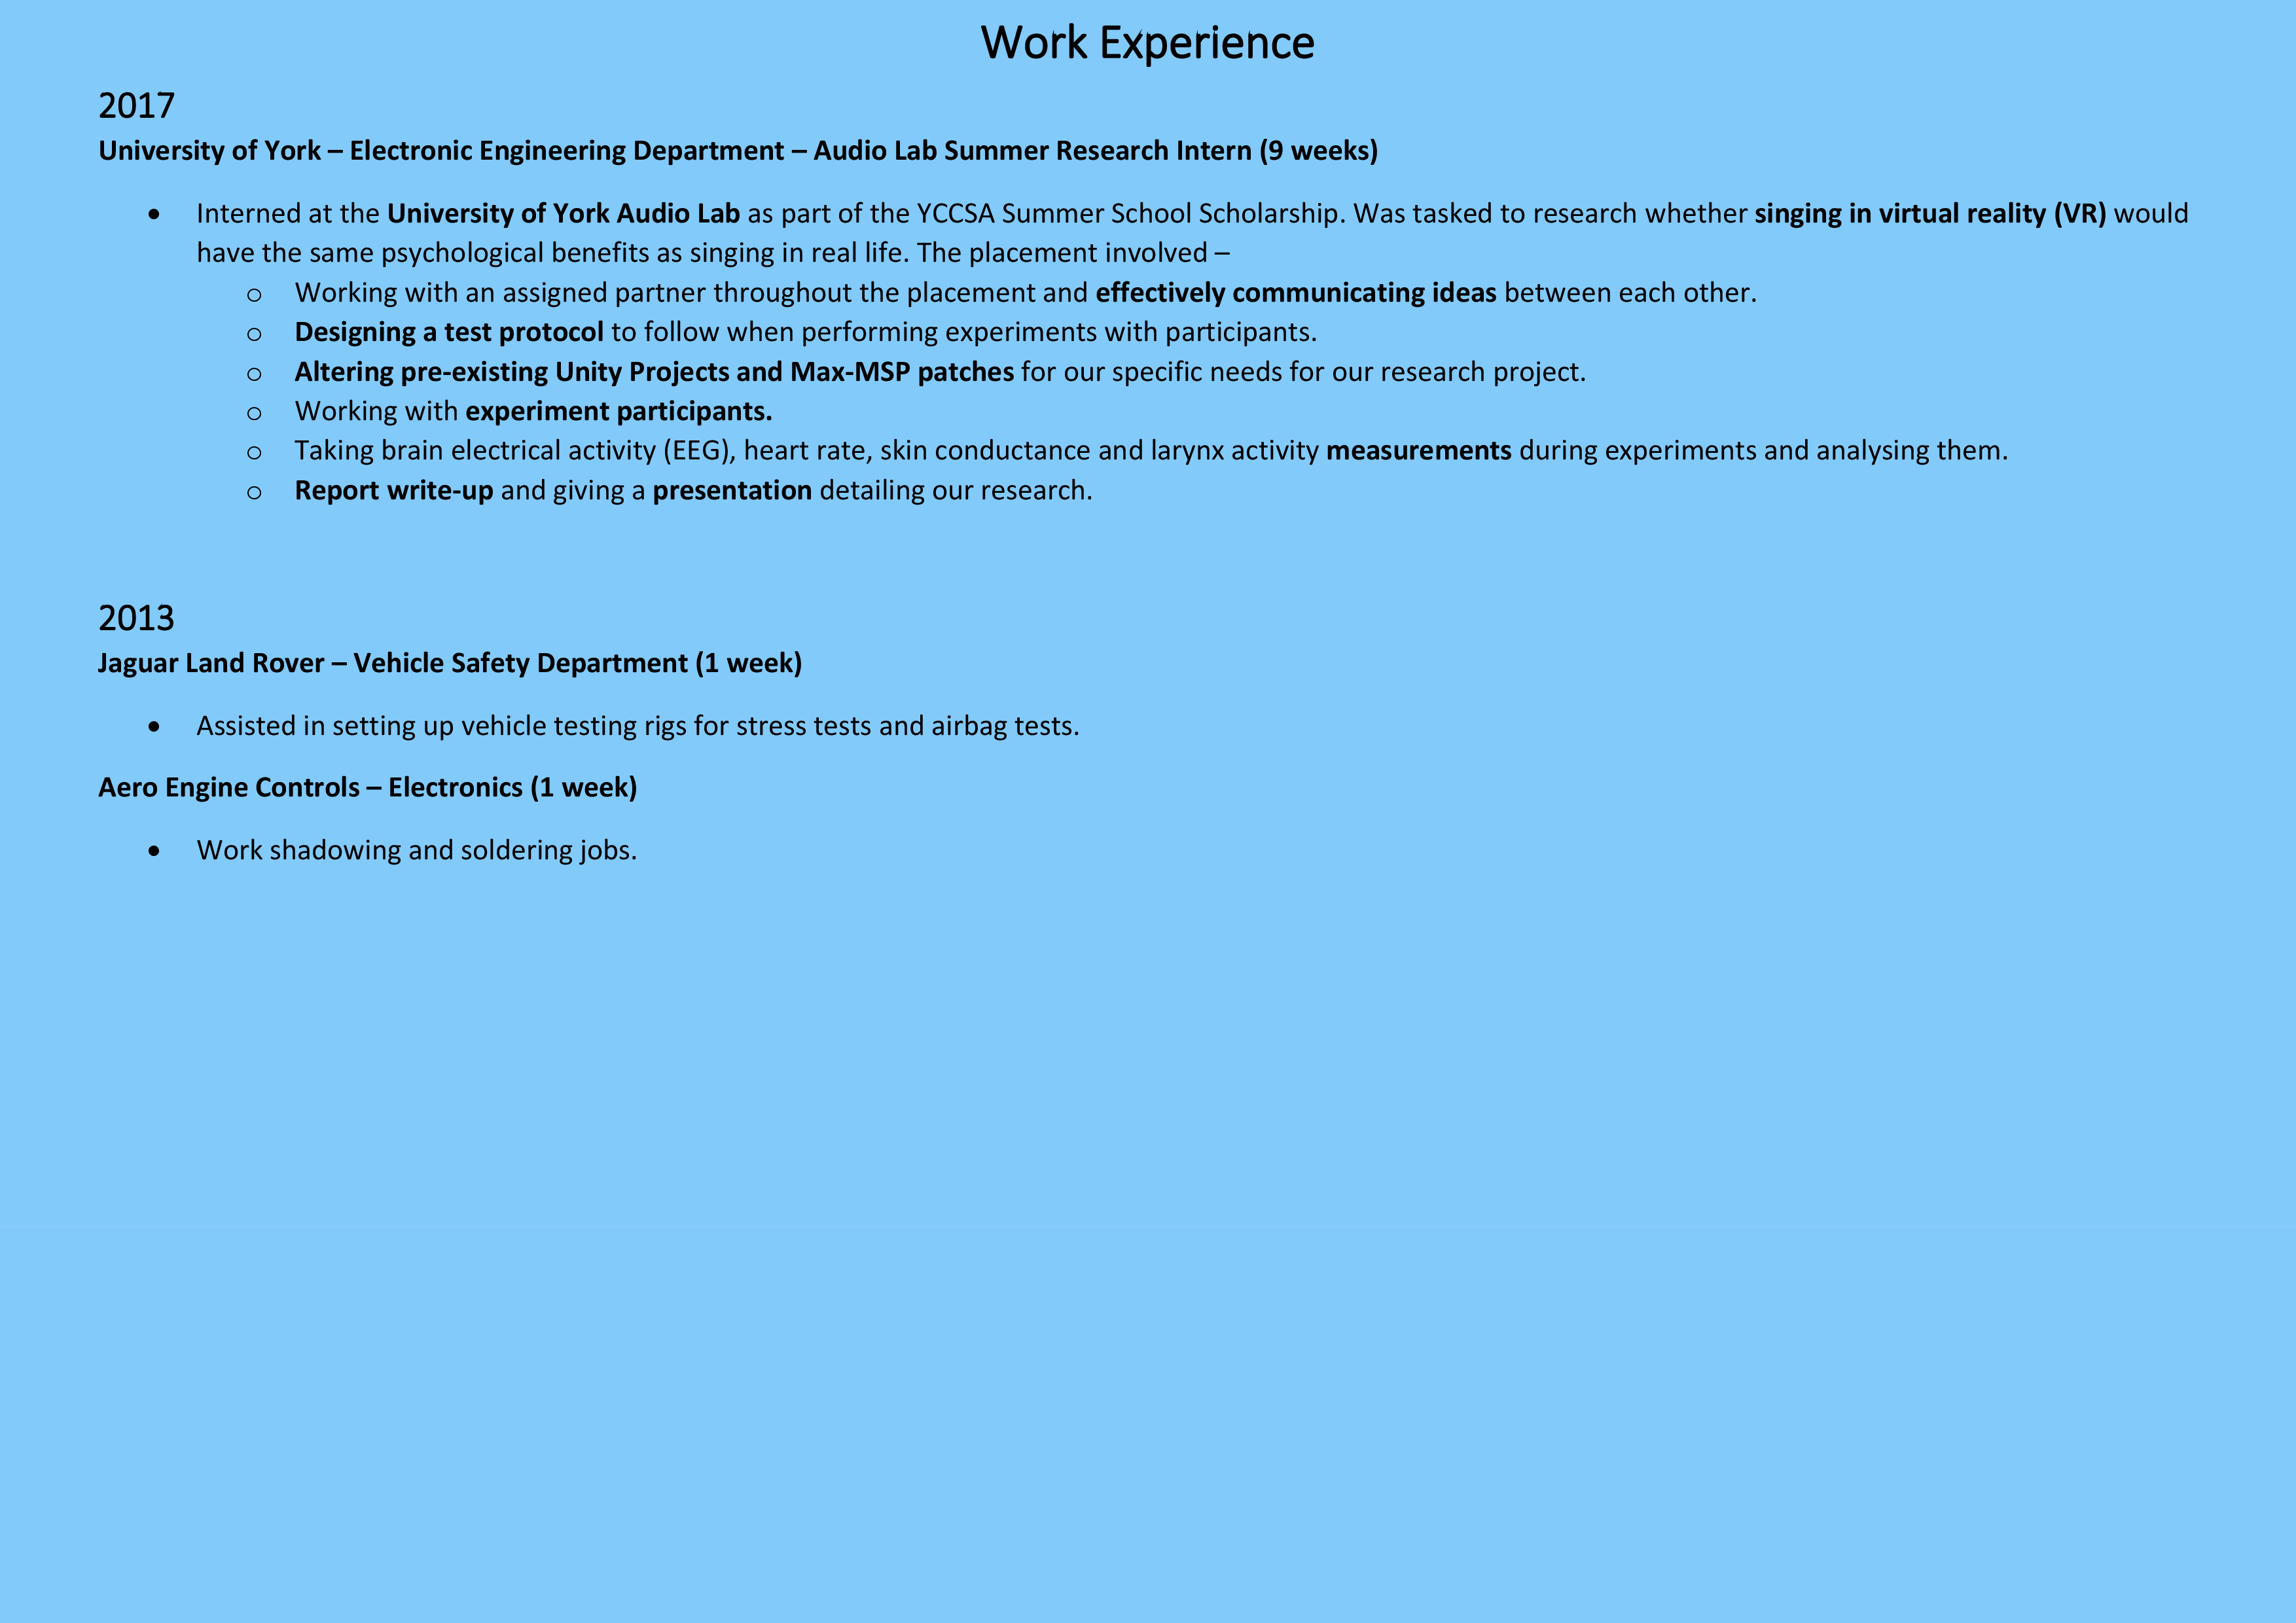 Work Experience
2017
University of York – Electronic Engineering Department – Audio Lab Summer Research Intern (9 weeks)
• Interned at the University of York Audio Lab as part of the YCCSA Summer School Scholarship. Was tasked to research whether singing in virtual reality (VR) would
have the same psychological benefits as singing in real life. The placement involved –
o Working with an assigned partner throughout the placement and effectively communicating ideas between each other.
o Designing a test protocol to follow when performing experiments with participants.
o Altering pre-existing Unity Projects and Max-MSP patches for our specific needs for our research project.
o Working with experiment participants.
o Taking brain electrical activity (EEG), heart rate, skin conductance and larynx activity measurements during experiments and analysing them.
o Report write-up and giving a presentation detailing our research.
2013
Jaguar Land Rover – Vehicle Safety Department (1 week)
• Assisted in setting up vehicle testing rigs for stress tests and airbag tests.
Aero Engine Controls – Electronics (1 week)
• Work shadowing and soldering jobs.